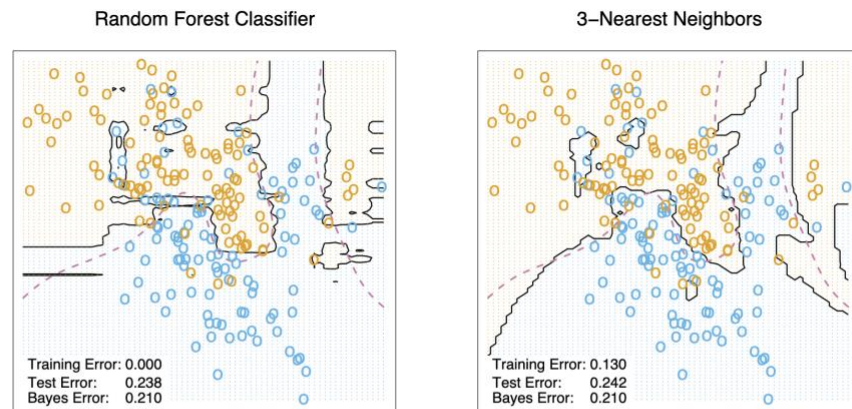 Random Forest Classifier
3−Nearest Neighbors
Training Error: 0.000
Test Error: 0.238
Bayes Error: 0.210
Training Error: 0.130
Test Error: 0.242
Bayes Error: 0.210